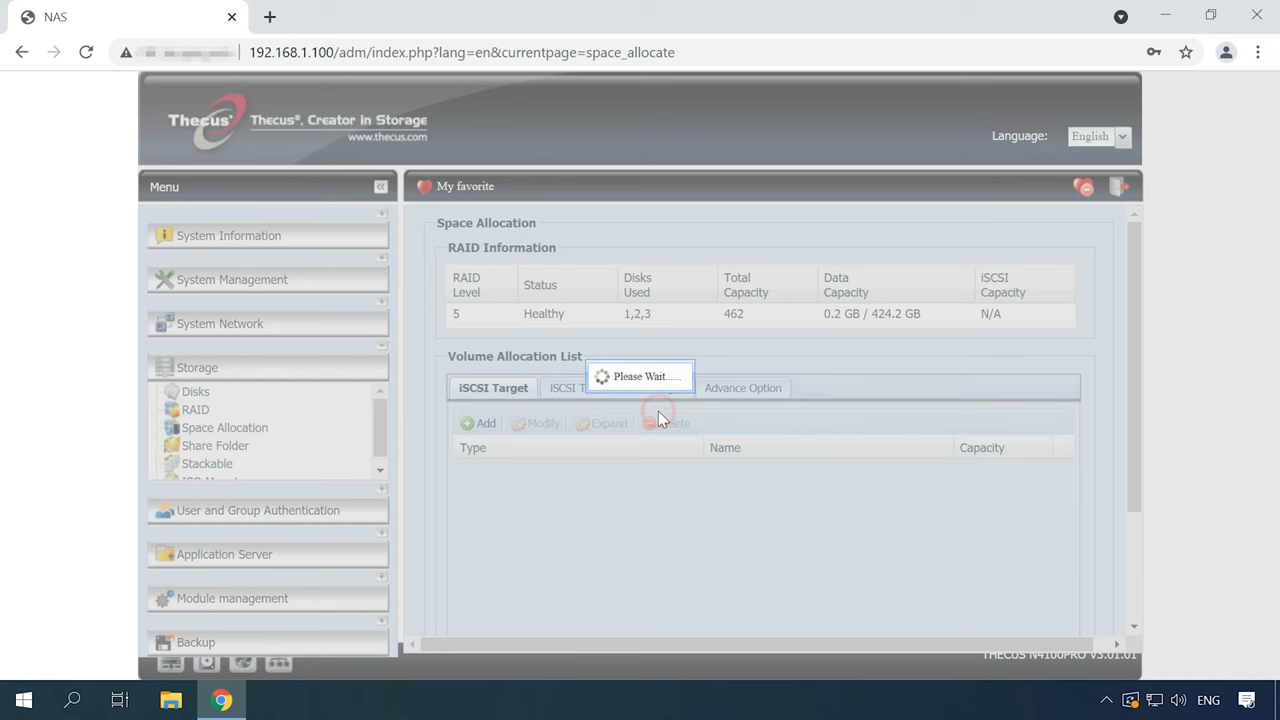 NAS
192.168.1.100/adm/index.php?lang=en&currentpage=space_allocate
Thecus® Thecus®, Creator in Storage
www.thecus.com
Language: English
Menu
My favorite
System Information
System Management
System Network
Storage
Disks
RAID
Space Allocation
Share Folder
Stackable
User and Group Authentication
Application Server
Module management
Backup
Space Allocation
RAID Information
RAID Level Status Disks Used Total Capacity Data Capacity iSCSI Capacity
5 Healthy 1,2,3 462 0.2 GB / 424.2 GB N/A
Volume Allocation List
Please Wait......
iSCSI Target iSCSI T Advance Option
Add Modify Expand
Type Name Capacity
THECUS N4100PRO V3.01.01
ENG